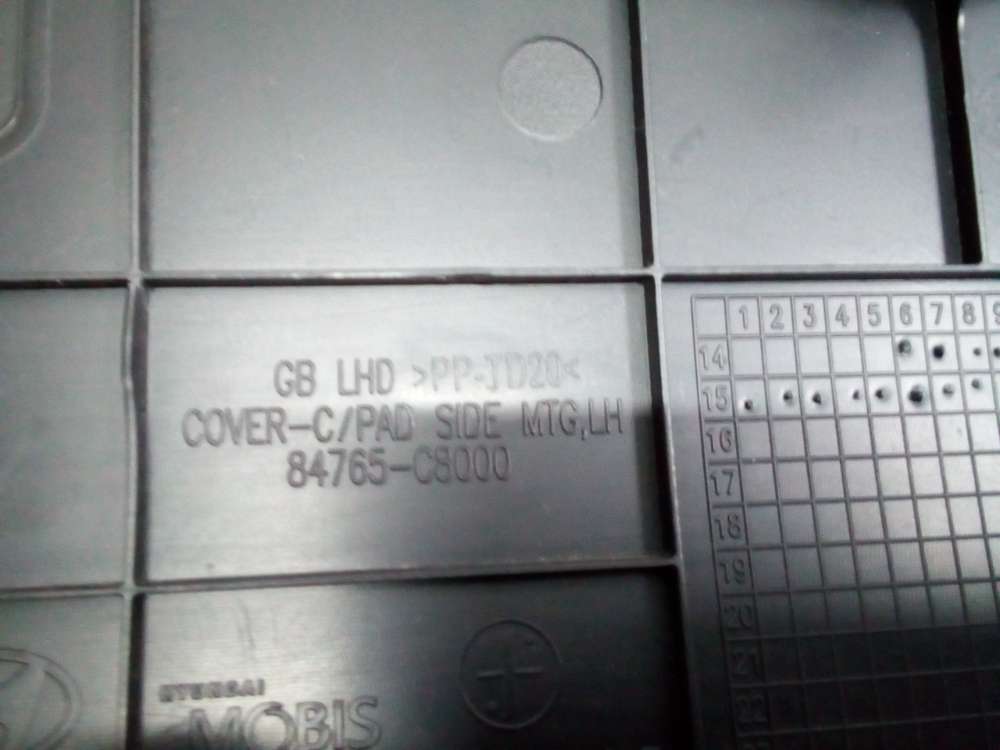 GB LHD >PP-TD20<
COVER-C/PAD SIDE MTG,LH
84765-C8000
HYUNDAI
MOBIS
1 2 3 4 5 6 7 8 9
14
15
16
17
18
19
20
21
22